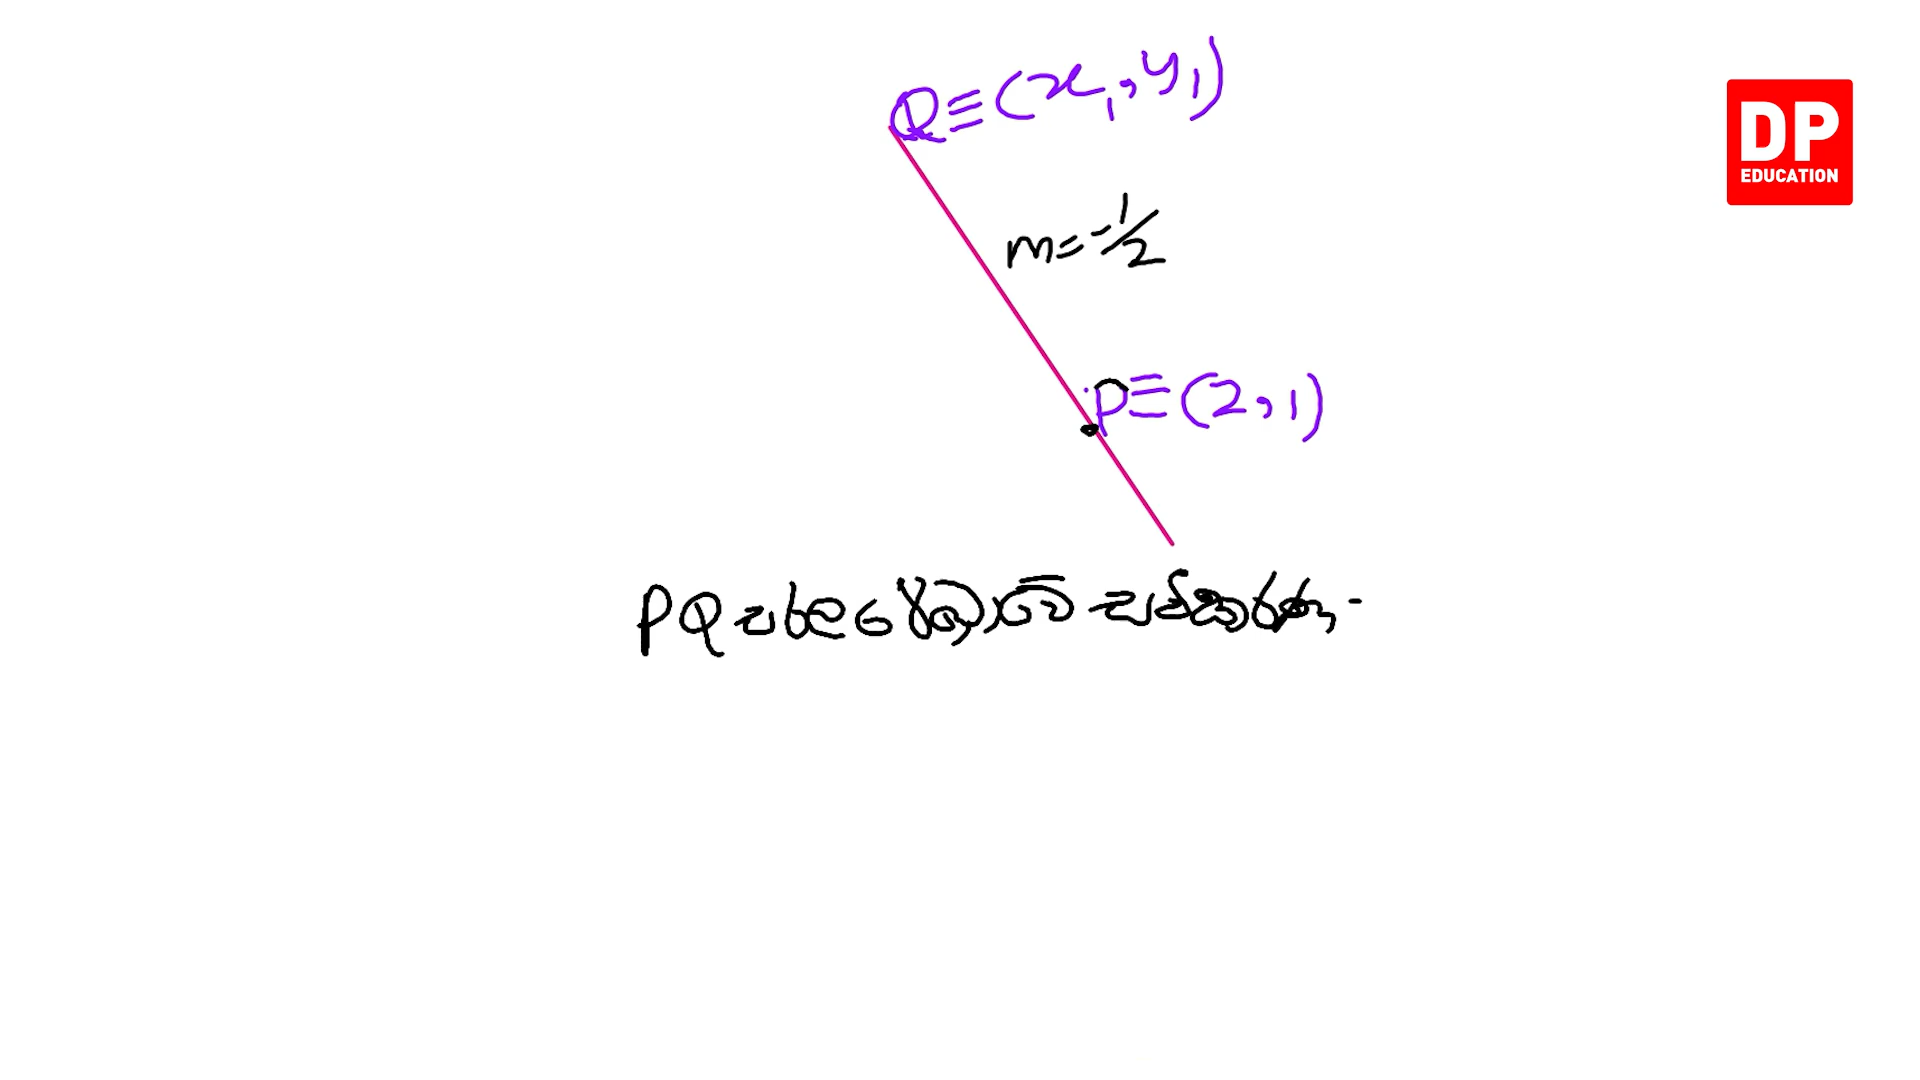 Q≡(x₁,y₁)
DP
EDUCATION
m=-1/2
P≡(2,1)
PQ සරල රේඛාවේ සමීකරණය -